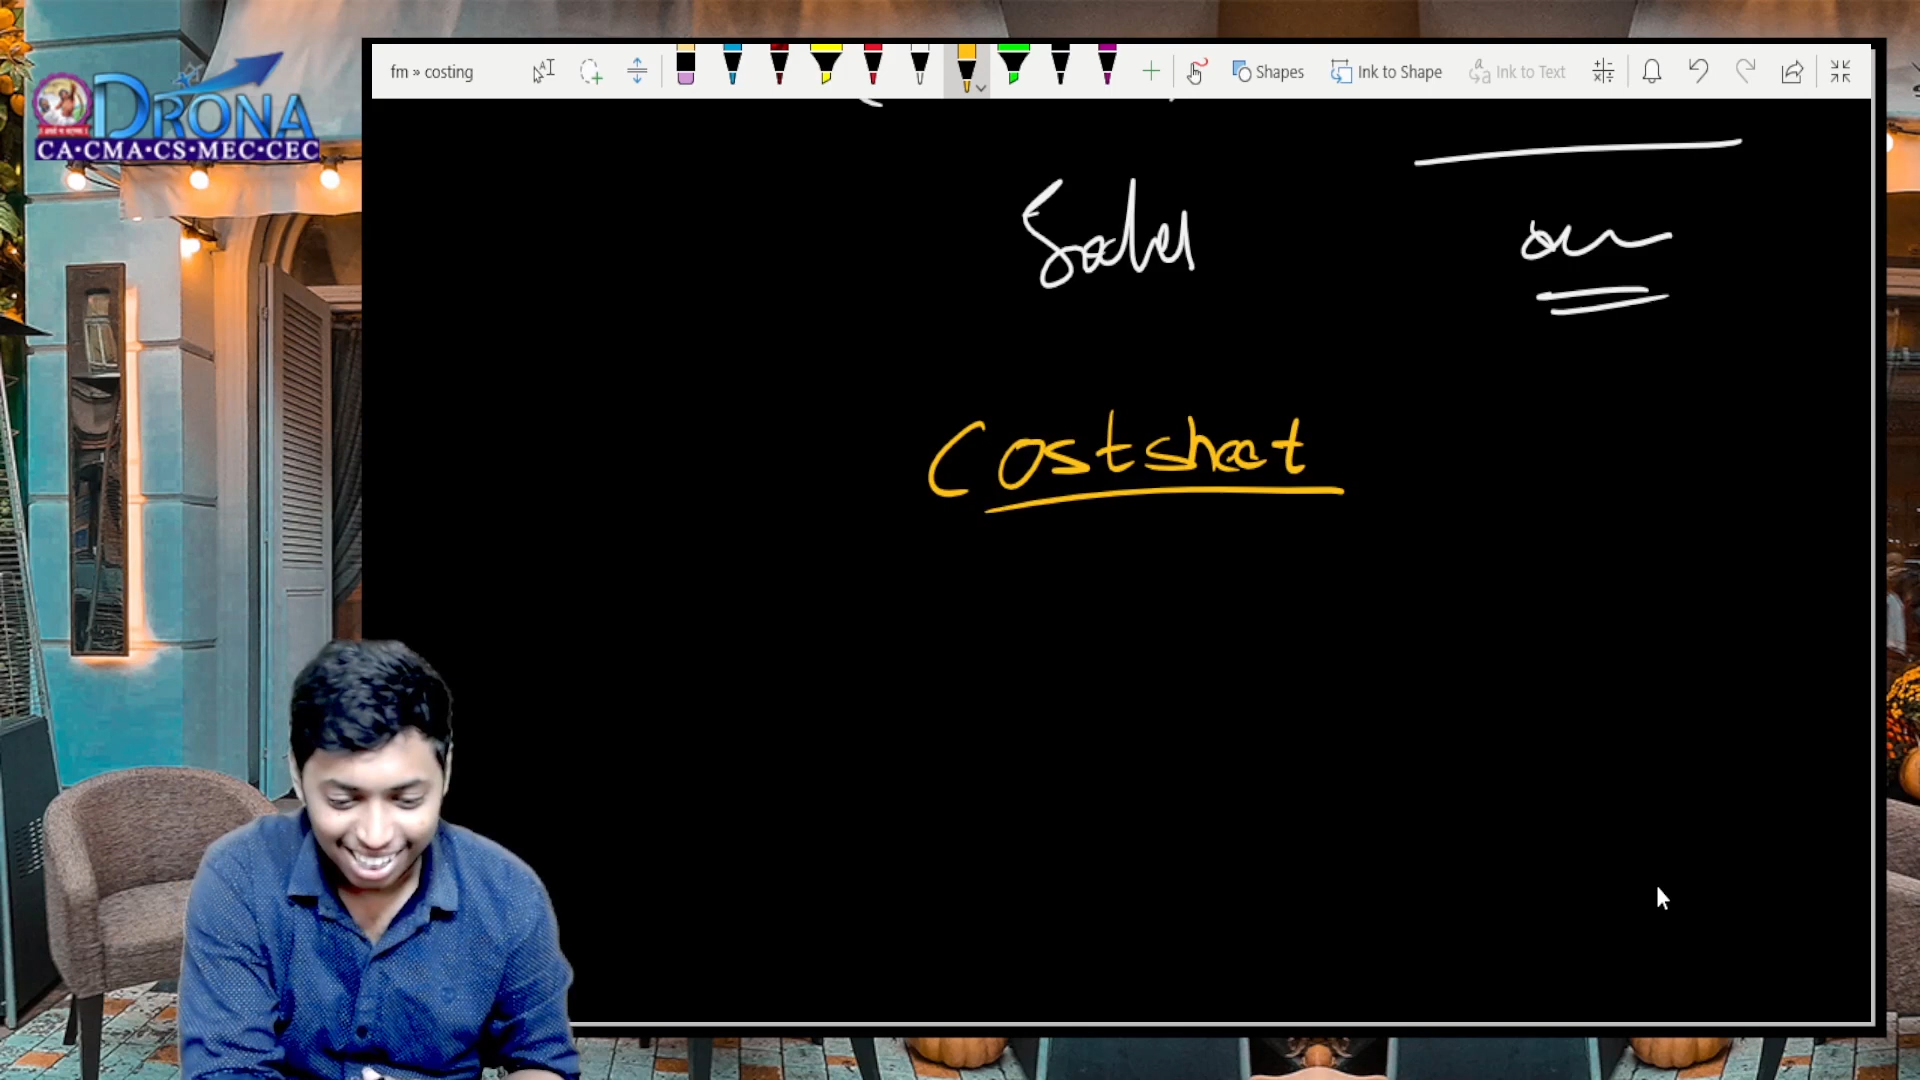 DRONA
CA•CMA•CS•MEC•CEC
fm » costing
Shapes
Ink to Shape
Ink to Text
Sales
Costsheet